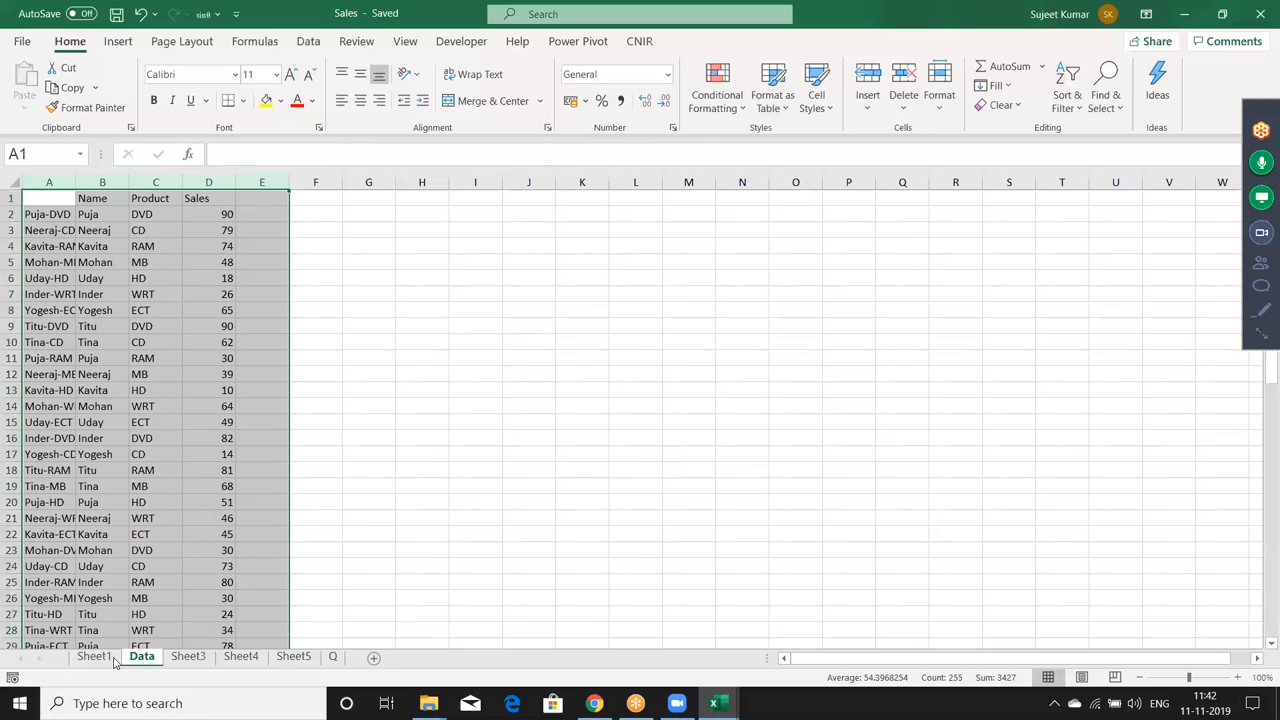 AutoSave Off sinθ Sales - Saved Search Sujeet Kumar SK
File Home Insert Page Layout Formulas Data Review View Developer Help Power Pivot CNIR Share Comments
Paste Cut Copy Format Painter Clipboard
Calibri 11 B I U Font
Wrap Text Merge & Center Alignment
General Number
Conditional Formatting Format as Table Cell Styles Styles
Insert Delete Format Cells
AutoSum Fill Clear Sort & Filter Find & Select Editing
Ideas Ideas
A1 fx
A B C D E F G H I J K L M N O P Q R S T U V W
1 Name Product Sales
2 Puja-DVD Puja DVD 90
3 Neeraj-CD Neeraj CD 79
4 Kavita-RAM Kavita RAM 74
5 Mohan-MI Mohan MB 48
6 Uday-HD Uday HD 18
7 Inder-WRT Inder WRT 26
8 Yogesh-EC Yogesh ECT 65
9 Titu-DVD Titu DVD 90
10 Tina-CD Tina CD 62
11 Puja-RAM Puja RAM 30
12 Neeraj-ME Neeraj MB 39
13 Kavita-HD Kavita HD 10
14 Mohan-W Mohan WRT 64
15 Uday-ECT Uday ECT 49
16 Inder-DVD Inder DVD 82
17 Yogesh-CD Yogesh CD 14
18 Titu-RAM Titu RAM 81
19 Tina-MB Tina MB 68
20 Puja-HD Puja HD 51
21 Neeraj-WF Neeraj WRT 46
22 Kavita-ECT Kavita ECT 45
23 Mohan-DV Mohan DVD 30
24 Uday-CD Uday CD 73
25 Inder-RAM Inder RAM 80
26 Yogesh-MI Yogesh MB 30
27 Titu-HD Titu HD 24
28 Tina-WRT Tina WRT 34
29 Puja-ECT Puja ECT 78
Sheet1 Data Sheet3 Sheet4 Sheet5 Q
Average: 54.3968254 Count: 255 Sum: 3427 100%
Type here to search ENG 11:42
11-11-2019